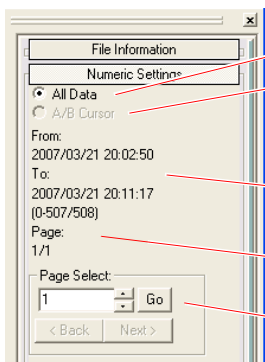 File Information
Numeric Settings
All Data
A/B Cursor
From:
2007/03/21 20:02:50
To:
2007/03/21 20:11:17
(0-507/508)
Page:
1/1
Page Select:
1
Go
< Back
Next >